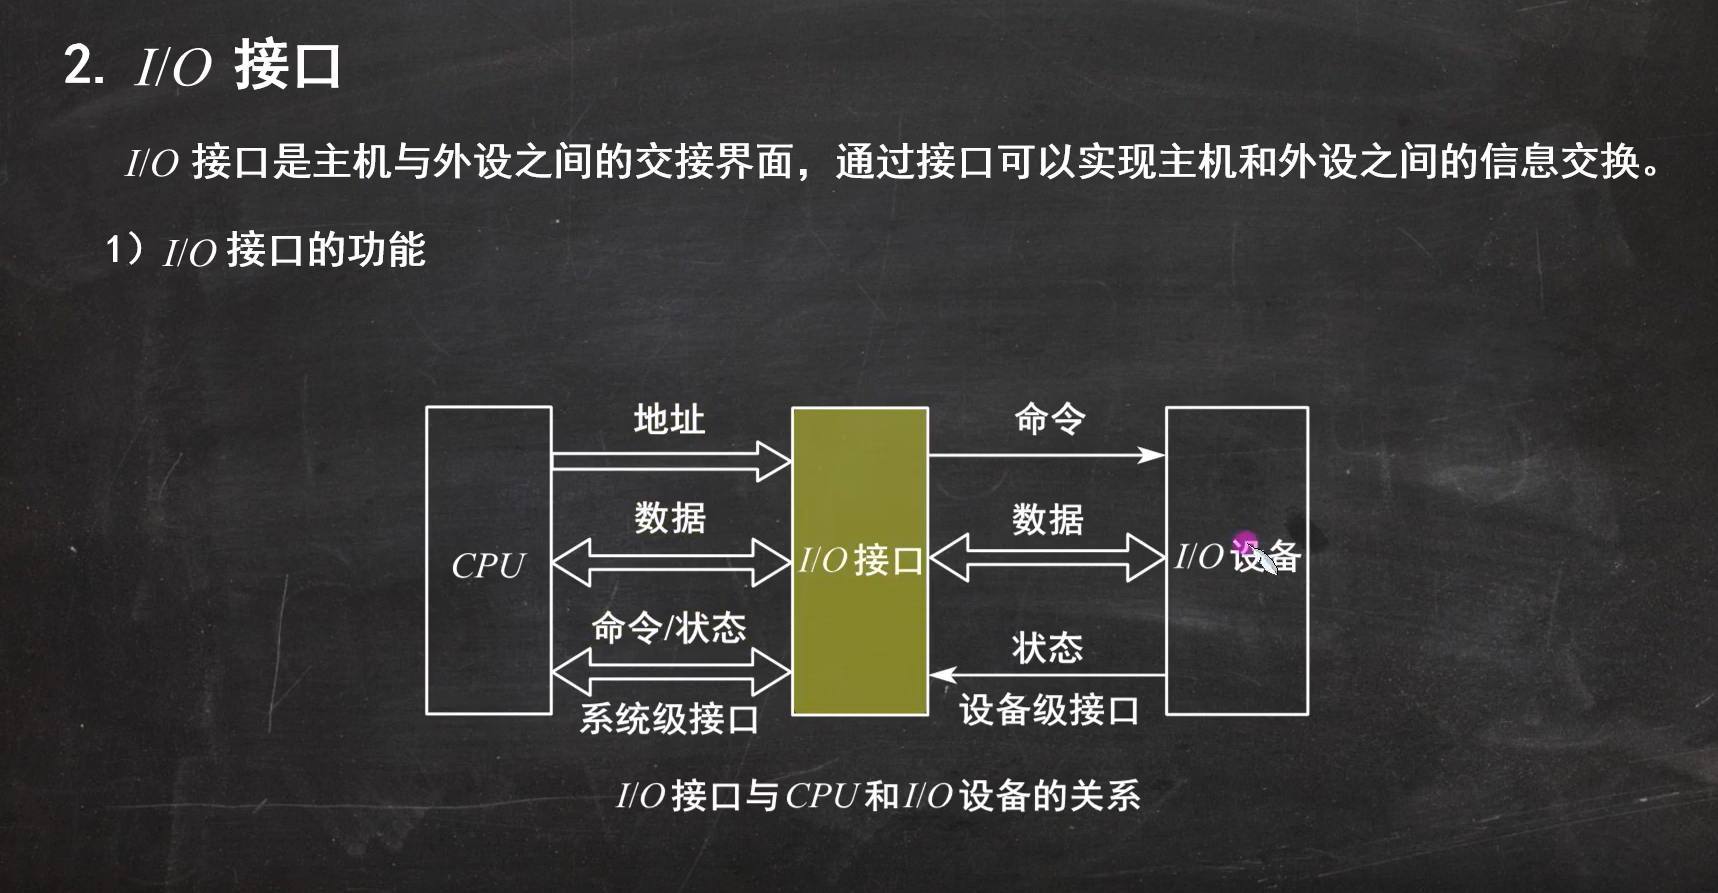 2. I/O 接口
I/O 接口是主机与外设之间的交接界面，通过接口可以实现主机和外设之间的信息交换。
1）I/O 接口的功能
地址
命令
数据
数据
CPU
I/O 接口
I/O 设备
命令/状态
状态
系统级接口
设备级接口
I/O 接口与 CPU 和 I/O 设备的关系